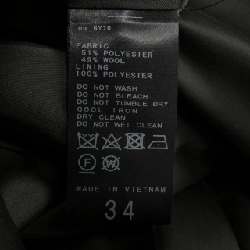 FABRIC
51% POLYESTER
49% WOOL
LINING
100% POLYESTER
DO NOT WASH
DO NOT BLEACH
DO NOT TUMBLE DRY
COOL IRON
DRY CLEAN
DO NOT WET CLEAN
MADE IN VIETNAM
34